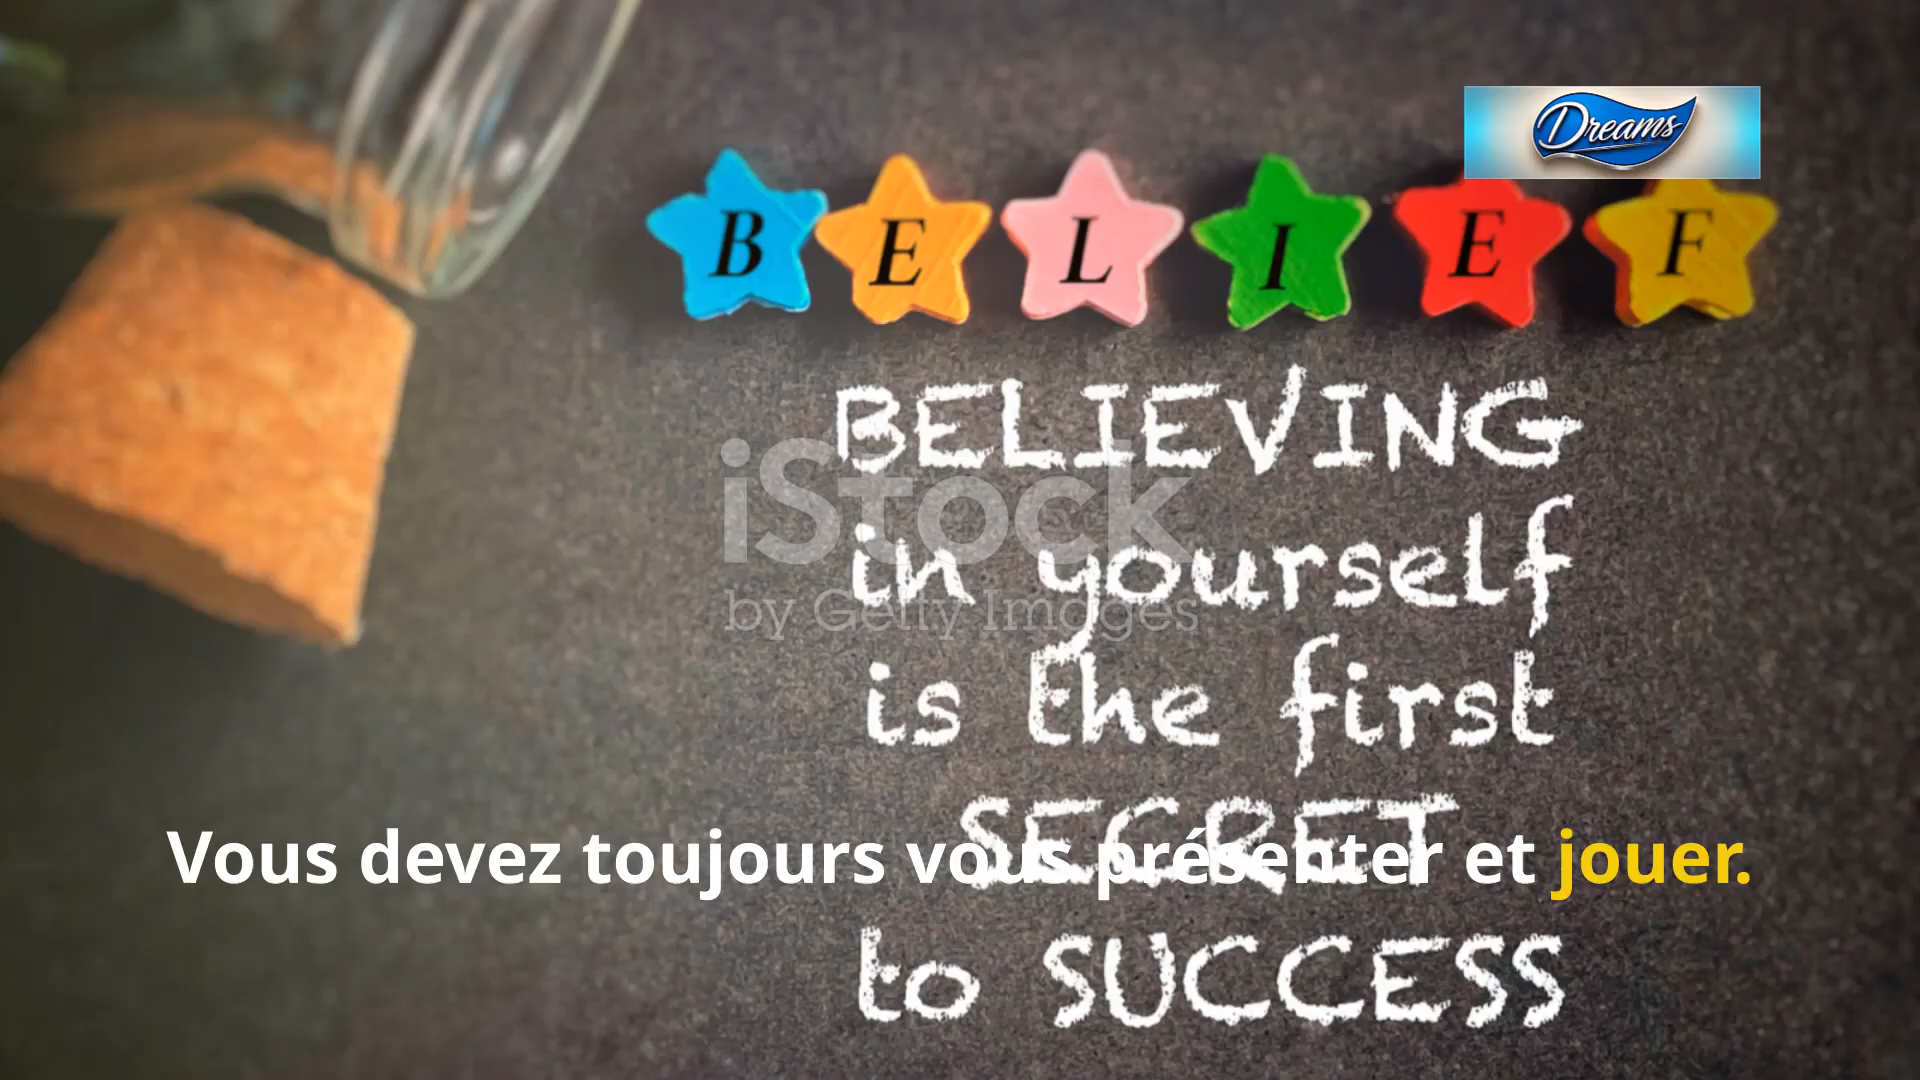 Dreams
B E L I E F
BELIEVING
in yourself
iStock
by Getty Images
is the first
SECRET
Vous devez toujours vous présenter et jouer.
to SUCCESS